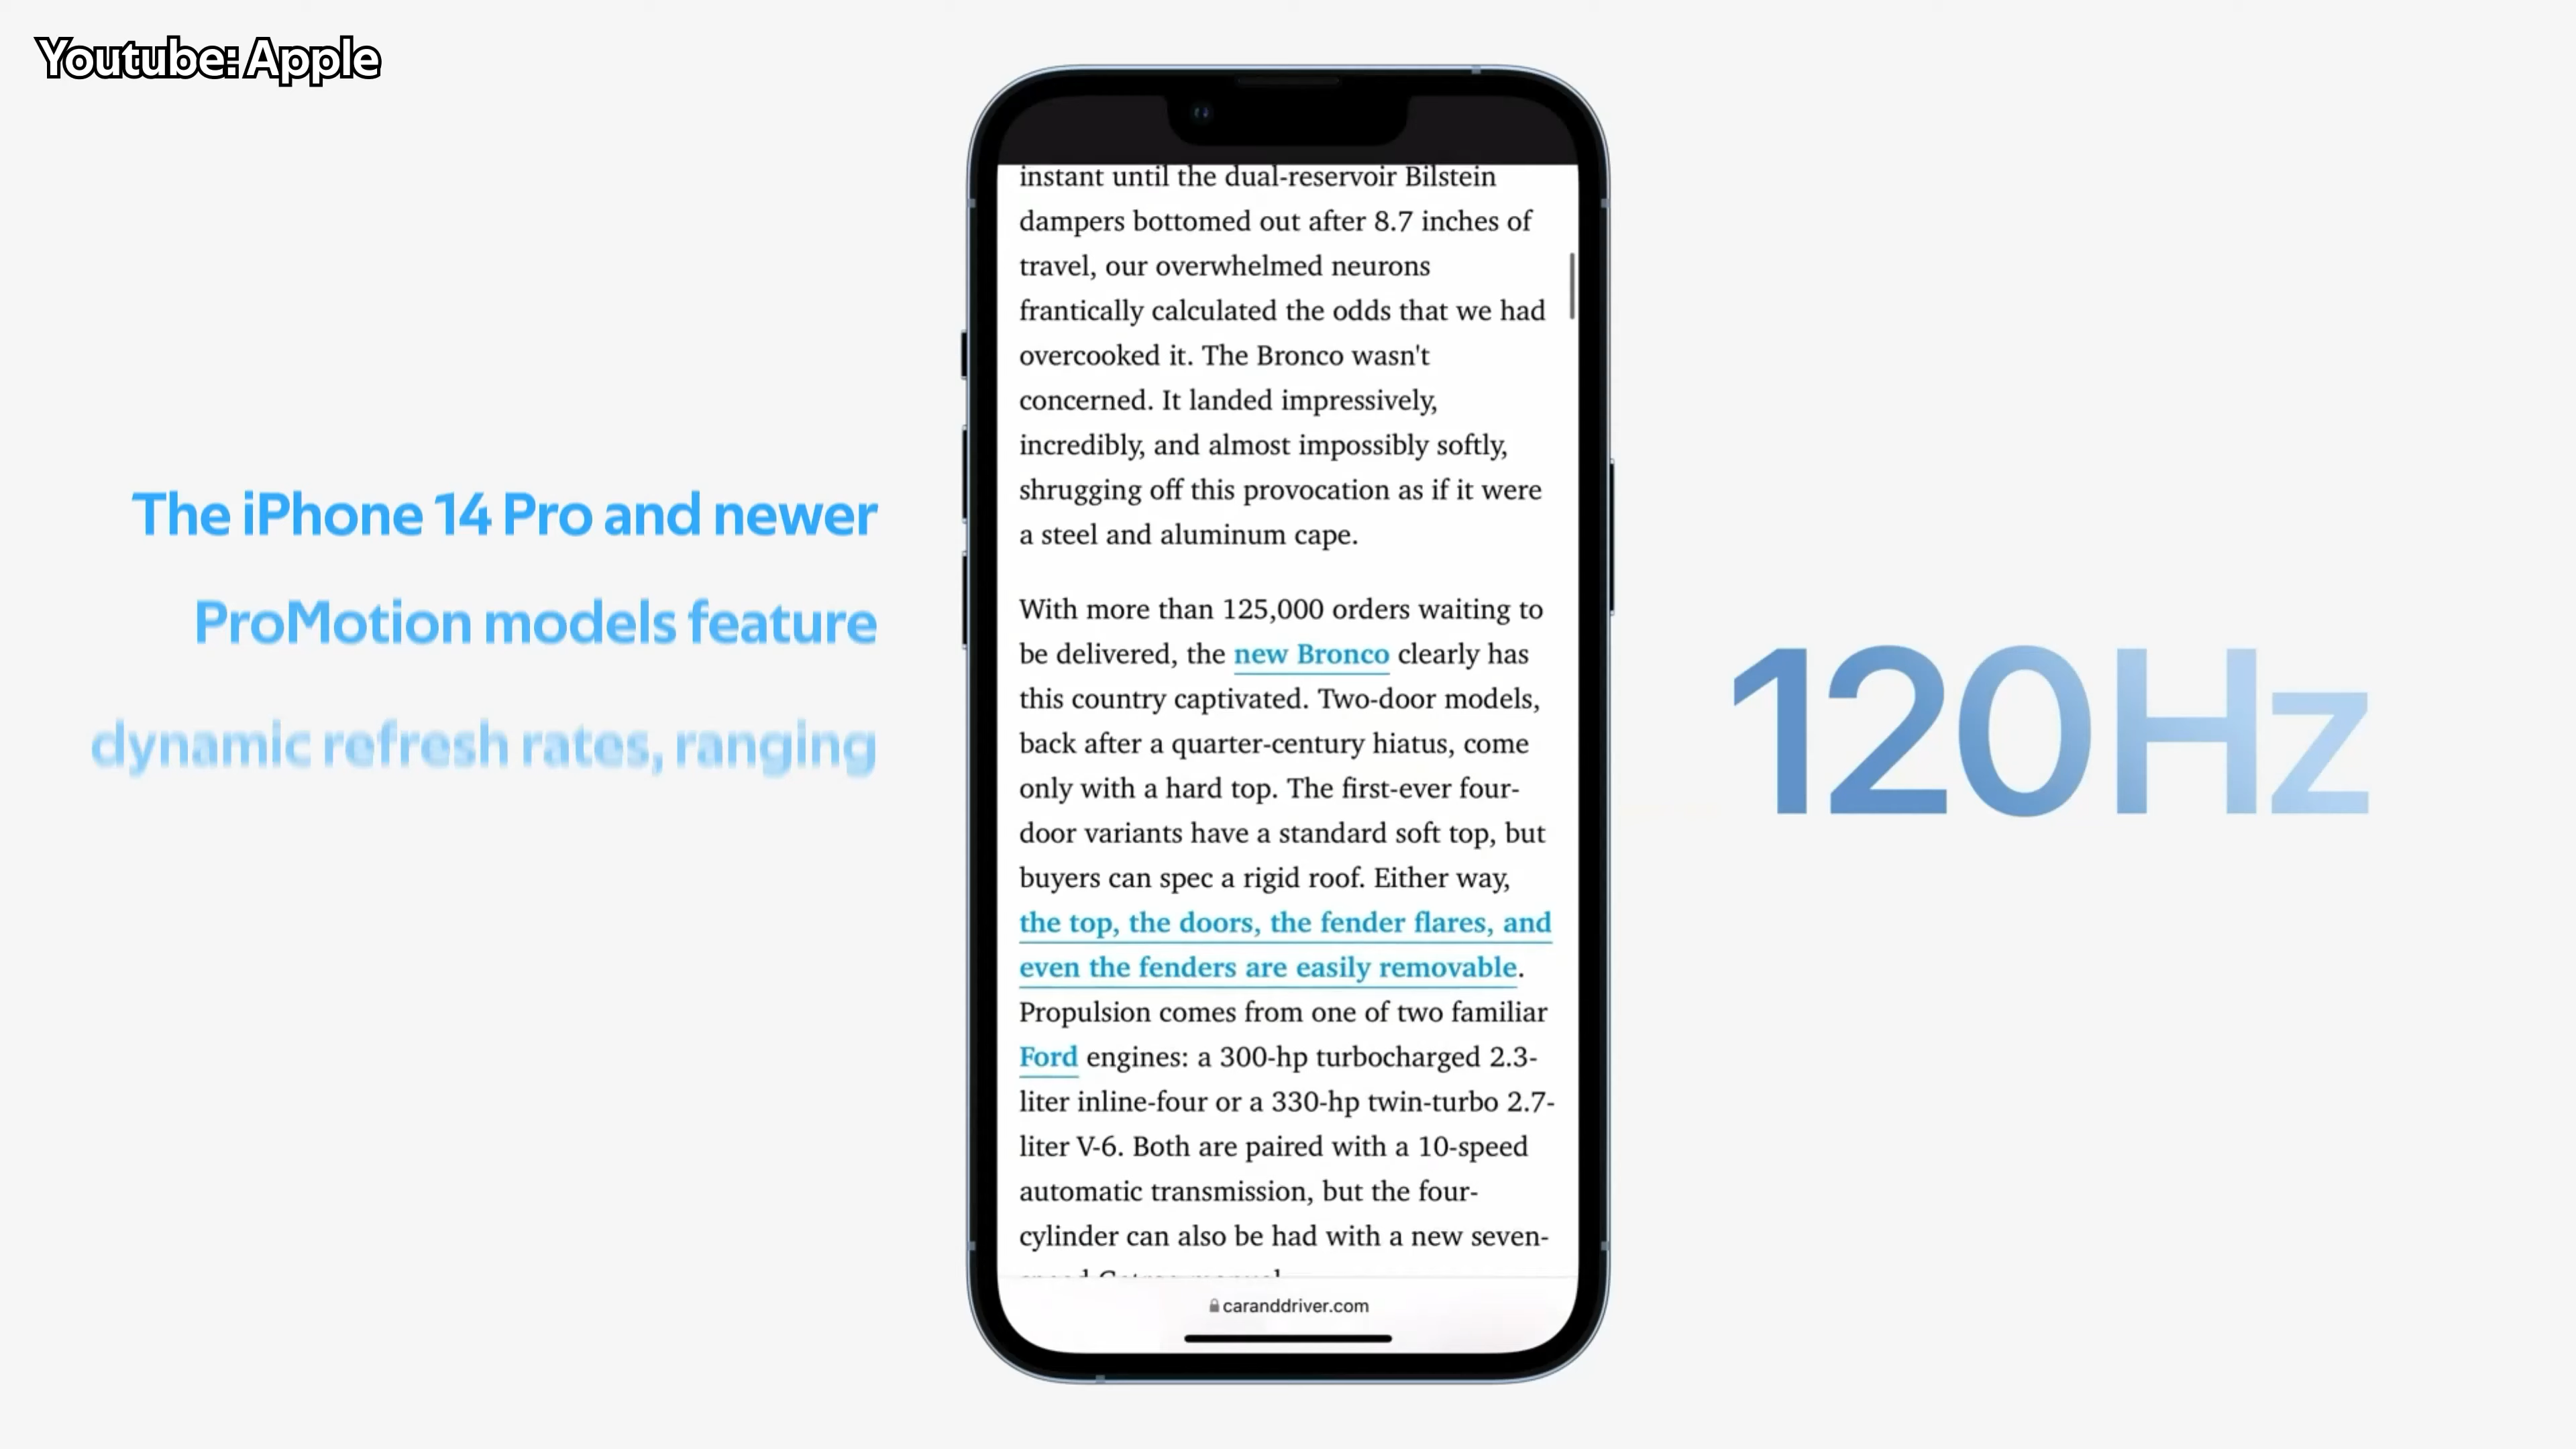 Youtube: Apple
The iPhone 14 Pro and newer
ProMotion models feature
dynamic refresh rates, ranging
instant until the dual-reservoir Bilstein
dampers bottomed out after 8.7 inches of
travel, our overwhelmed neurons
frantically calculated the odds that we had
overcooked it. The Bronco wasn't
concerned. It landed impressively,
incredibly, and almost impossibly softly,
shrugging off this provocation as if it were
a steel and aluminum cape.
With more than 125,000 orders waiting to
be delivered, the new Bronco clearly has
this country captivated. Two-door models,
back after a quarter-century hiatus, come
only with a hard top. The first-ever four-
door variants have a standard soft top, but
buyers can spec a rigid roof. Either way,
the top, the doors, the fender flares, and
even the fenders are easily removable.
Propulsion comes from one of two familiar
Ford engines: a 300-hp turbocharged 2.3-
liter inline-four or a 330-hp twin-turbo 2.7-
liter V-6. Both are paired with a 10-speed
automatic transmission, but the four-
cylinder can also be had with a new seven-
caranddriver.com
120Hz